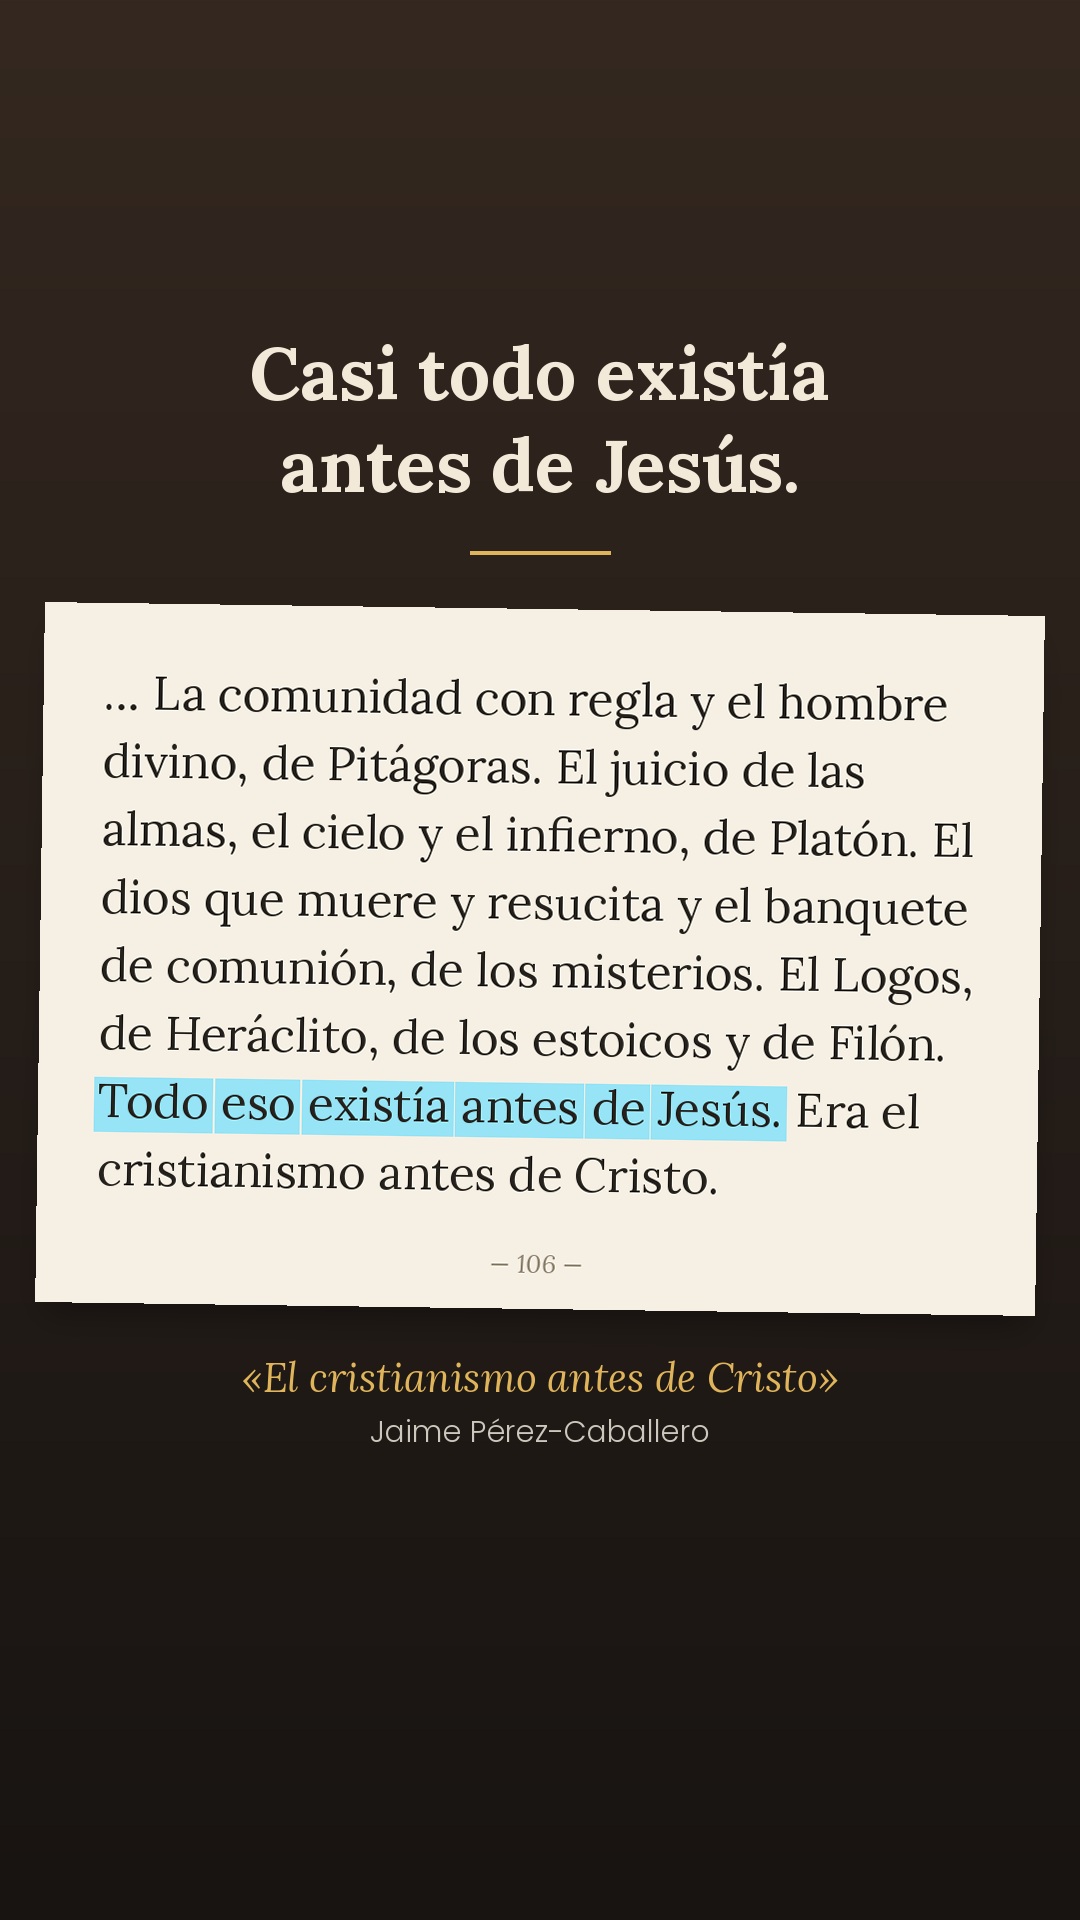 Casi todo existía
antes de Jesús.
... La comunidad con regla y el hombre
divino, de Pitágoras. El juicio de las
almas, el cielo y el infierno, de Platón. El
dios que muere y resucita y el banquete
de comunión, de los misterios. El Logos,
de Heráclito, de los estoicos y de Filón.
Todo eso existía antes de Jesús. Era el
cristianismo antes de Cristo.
— 106 —
«El cristianismo antes de Cristo»
Jaime Pérez-Caballero